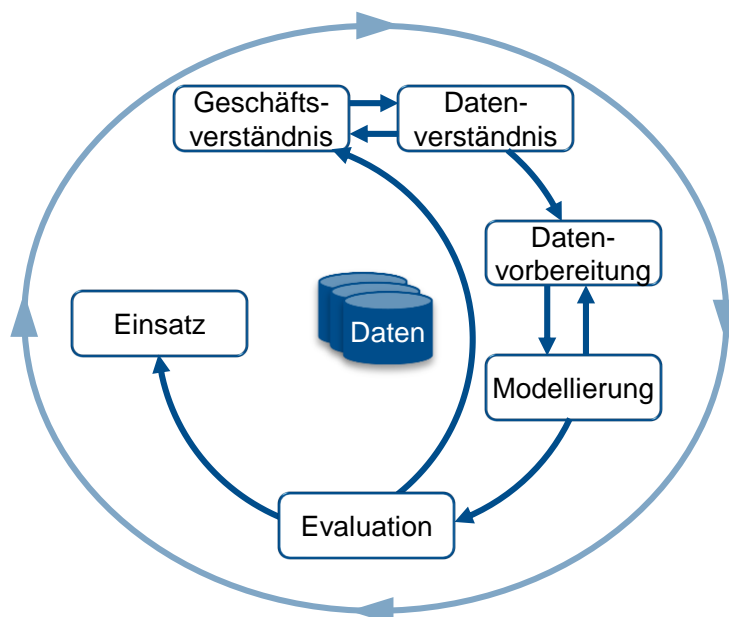 Geschäfts-
verständnis
Daten-
verständnis
Daten-
vorbereitung
Einsatz
Daten
Modellierung
Evaluation